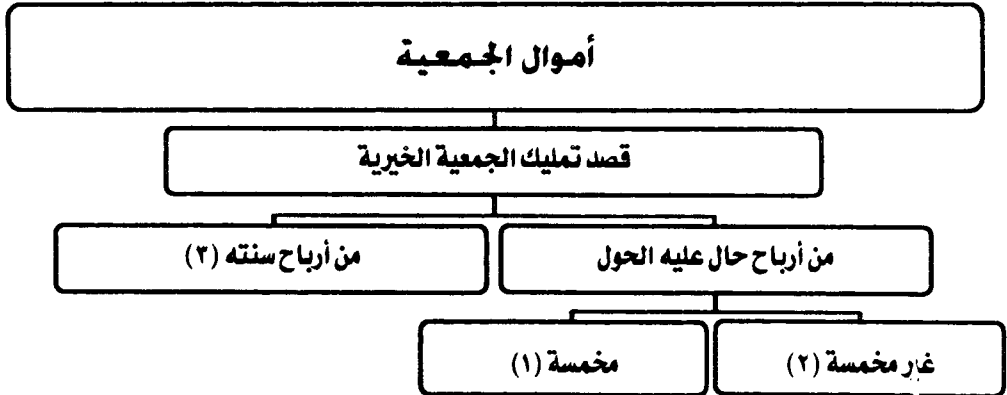 أموال الجمعية
قصد تمليك الجمعية الخيرية
من أرباح حال عليه الحول
من أرباح سنته (٣)
غير مخمسة (٢)
مخمسة (١)